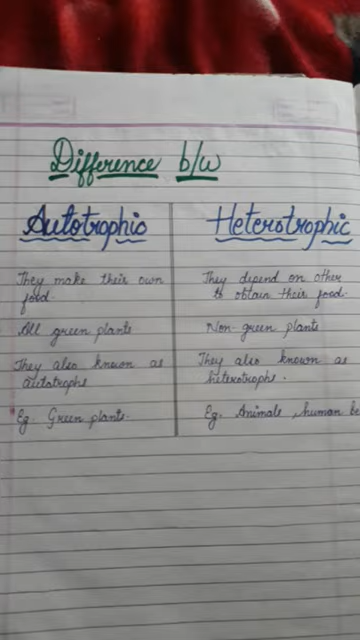 Difference b/w
Autotrophic
They make their own
food.
All green plants
They also known as
autotrophs
Eg. Green plants.
Heterotrophic
They depend on other
to obtain their food.
Non-green plants
They also known as
heterotrophs.
Eg. Animals, human be